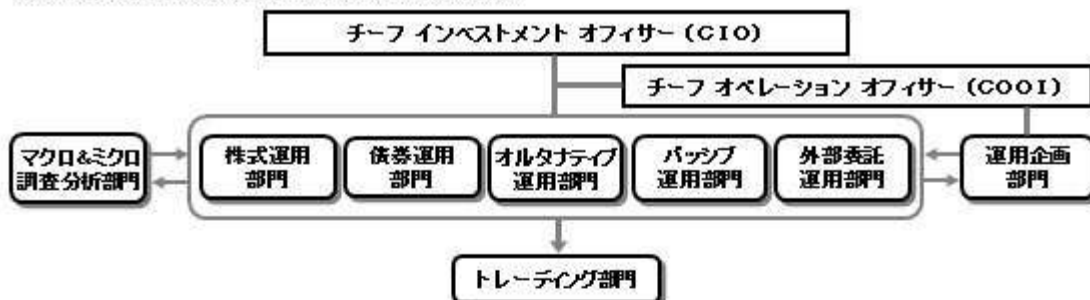 チーフ インベストメント オフィサー (CIO)
チーフ オペレーション オフィサー (COOI)
マクロ&ミクロ
調査分析部門
株式運用
部門
債券運用
部門
オルタナティブ
運用部門
パッシブ
運用部門
外部委託
運用部門
運用企画
部門
トレーディング部門